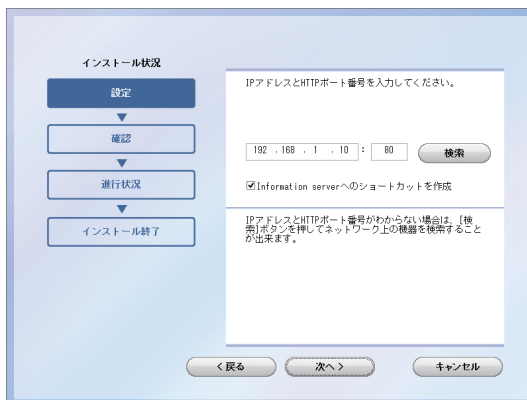 インストール状況
設定
確認
進行状況
インストール終了
IPアドレスとHTTPポート番号を入力してください。
192 .168 . 1 . 10 : 80 検索
Information serverへのショートカットを作成
IPアドレスとHTTPポート番号がわからない場合は、[検
索]ボタンを押してネットワーク上の機器を検索すること
が出来ます。
< 戻る 次へ > キャンセル